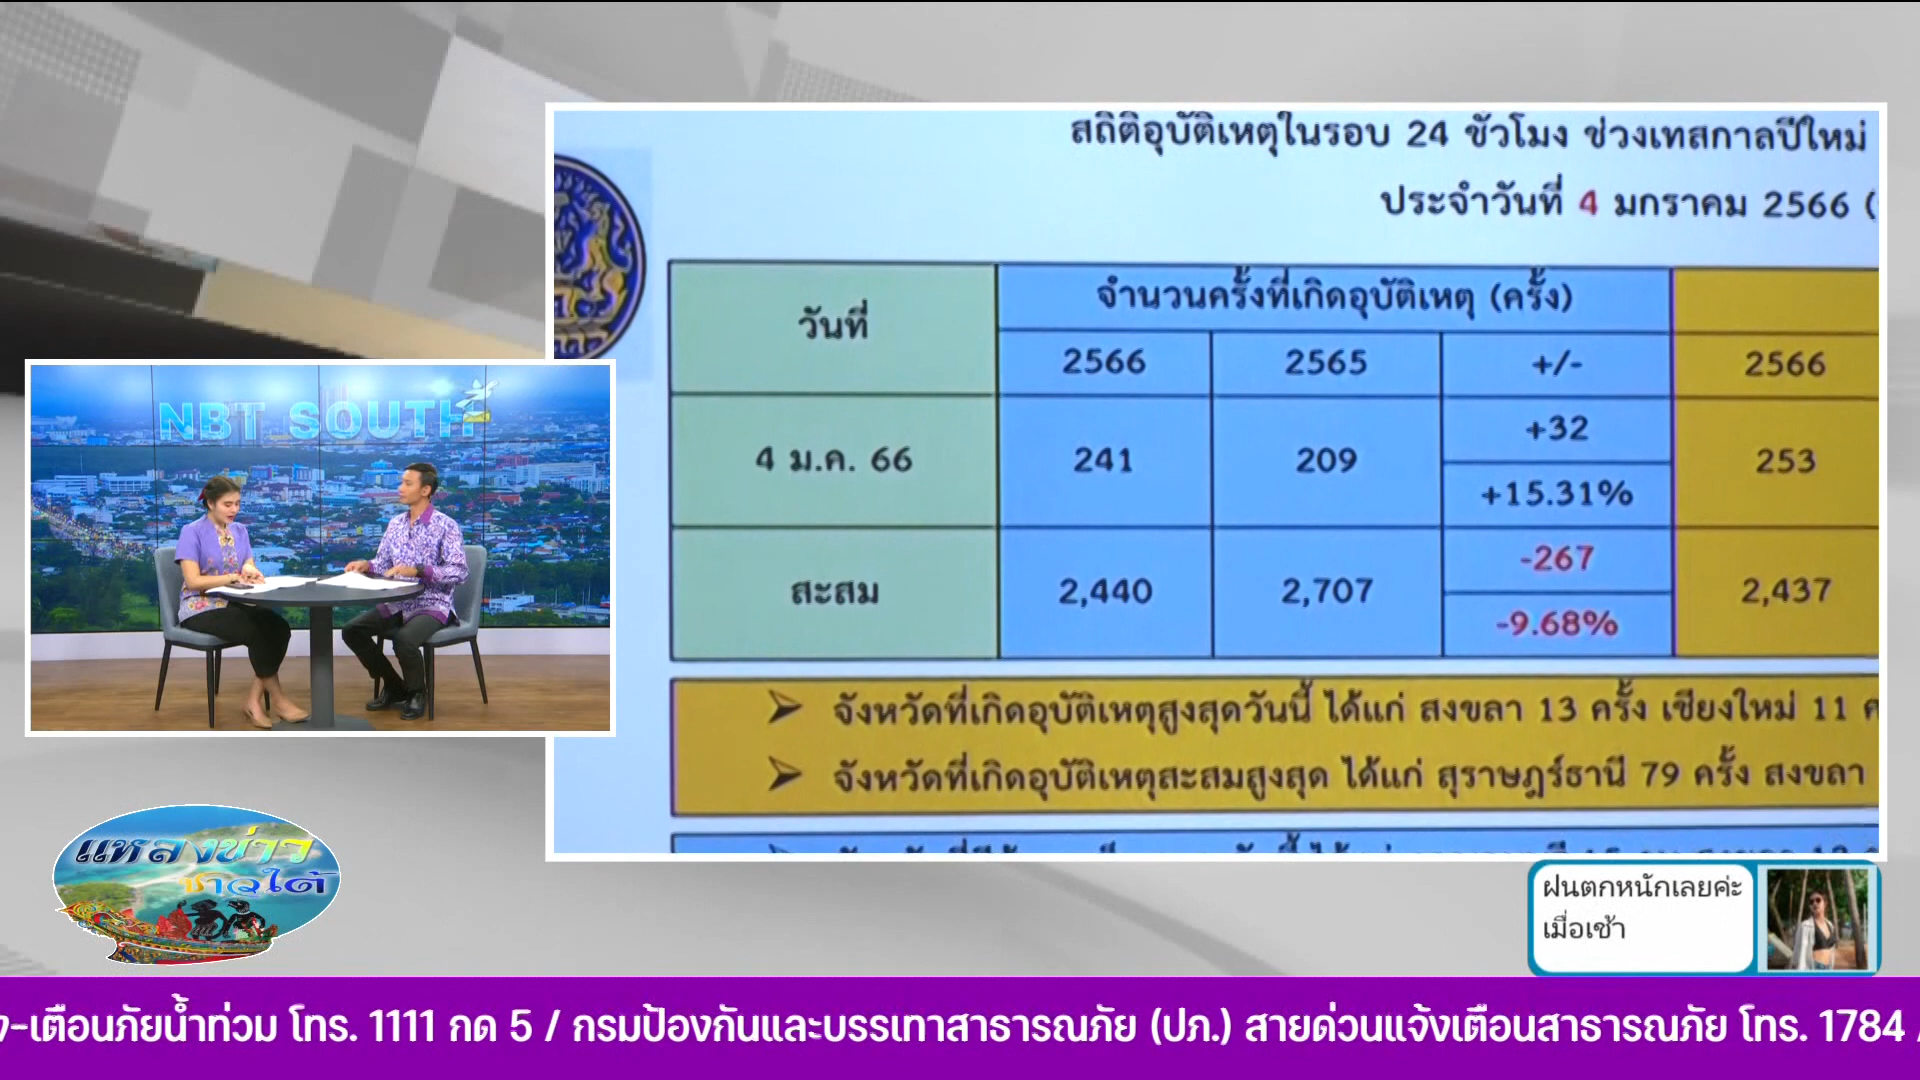 สถิติอุบัติเหตุในรอบ 24 ชั่วโมง ช่วงเทสกาลปีใหม่
ประจำวันที่ 4 มกราคม 2566 (
วันที่
จำนวนครั้งที่เกิดอุบัติเหตุ (ครั้ง)
2566 2565 +/- 2566
4 ม.ค. 66 241 209 +32 253
+15.31%
สะสม 2,440 2,707 -267 2,437
-9.68%
➢ จังหวัดที่เกิดอุบัติเหตุสูงสุดวันนี้ ได้แก่ สงขลา 13 ครั้ง เชียงใหม่ 11
➢ จังหวัดที่เกิดอุบัติเหตุสะสมสูงสุด ได้แก่ สุราษฎร์ธานี 79 ครั้ง สงขลา
NBT SOUTH
แหลงข่าว
ชาวใต้
ฝนตกหนักเลยค่ะ
เมื่อเช้า
-เตือนภัยน้ำท่วม โทร. 1111 กด 5 / กรมป้องกันและบรรเทาสาธารณภัย (ปภ.) สายด่วนแจ้งเตือนสาธารณภัย โทร. 1784 /